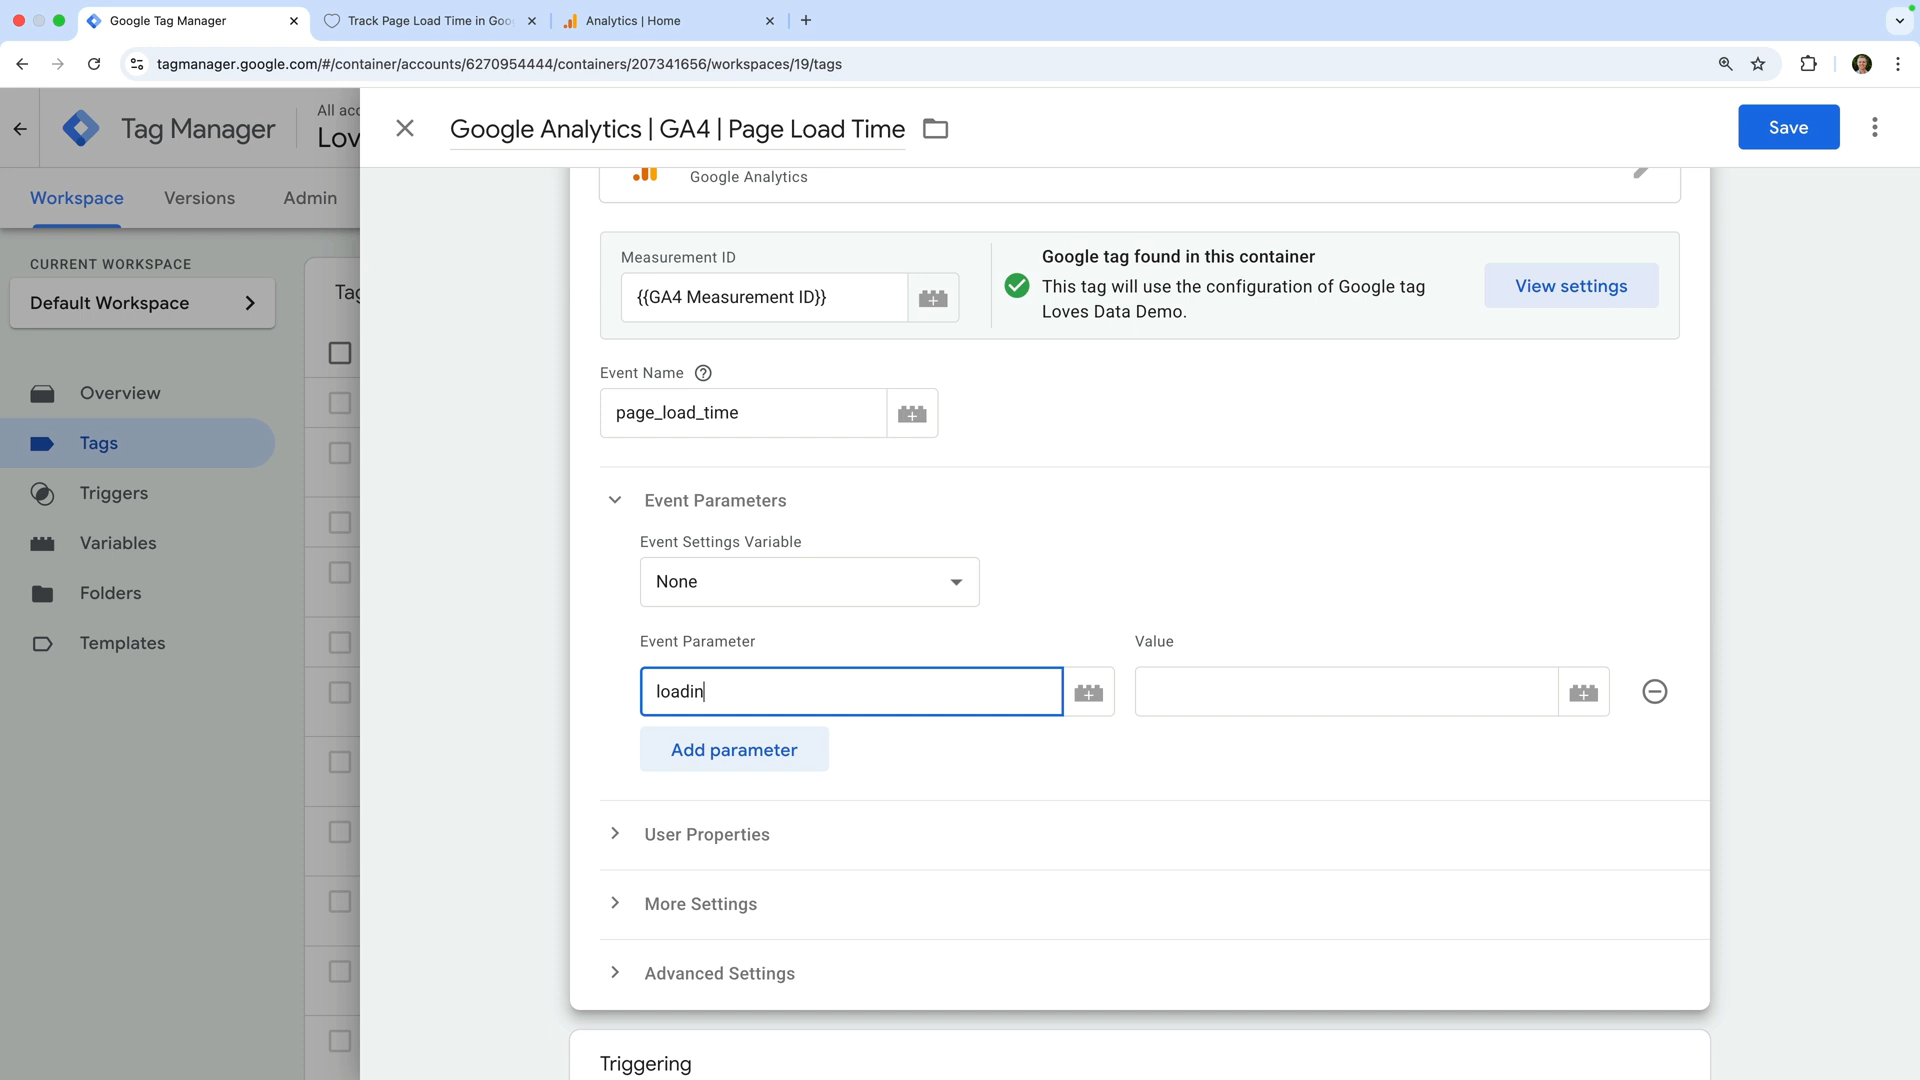 Google Tag Manager
Track Page Load Time in Goo
Analytics | Home
tagmanager.google.com/#/container/accounts/6270954444/containers/207341656/workspaces/19/tags
Tag Manager
All acc
Lov
Google Analytics | GA4 | Page Load Time
Save
Workspace
Versions
Admin
CURRENT WORKSPACE
Default Workspace
Overview
Tags
Triggers
Variables
Folders
Templates
Tag
Google Analytics
Measurement ID
{{GA4 Measurement ID}}
Google tag found in this container
This tag will use the configuration of Google tag
Loves Data Demo.
View settings
Event Name
page_load_time
Event Parameters
Event Settings Variable
None
Event Parameter
Value
loadin
Add parameter
User Properties
More Settings
Advanced Settings
Triggering